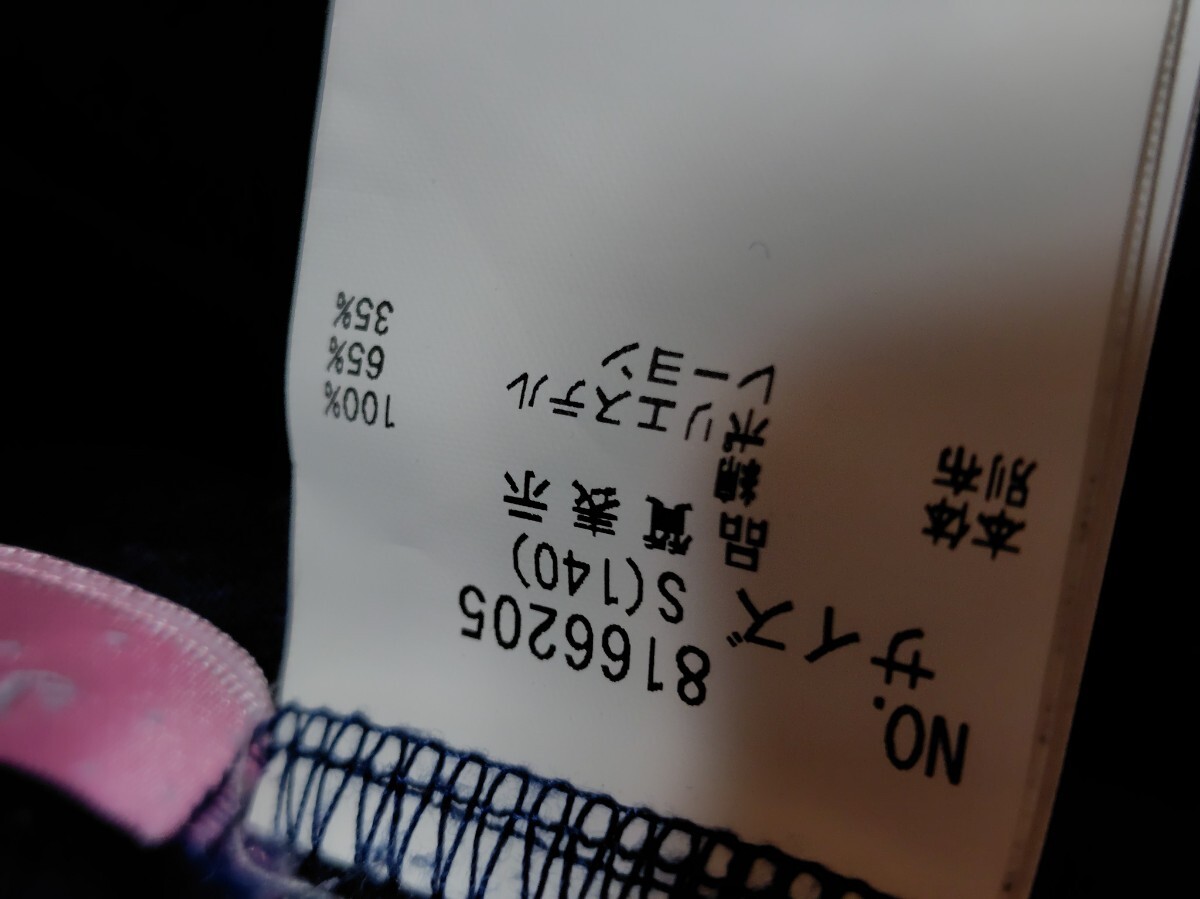 NO. 8166205
サイズ S(140)
品質表示
本体 綿 100%
別布 ポリエステル 65%
レーヨン 35%